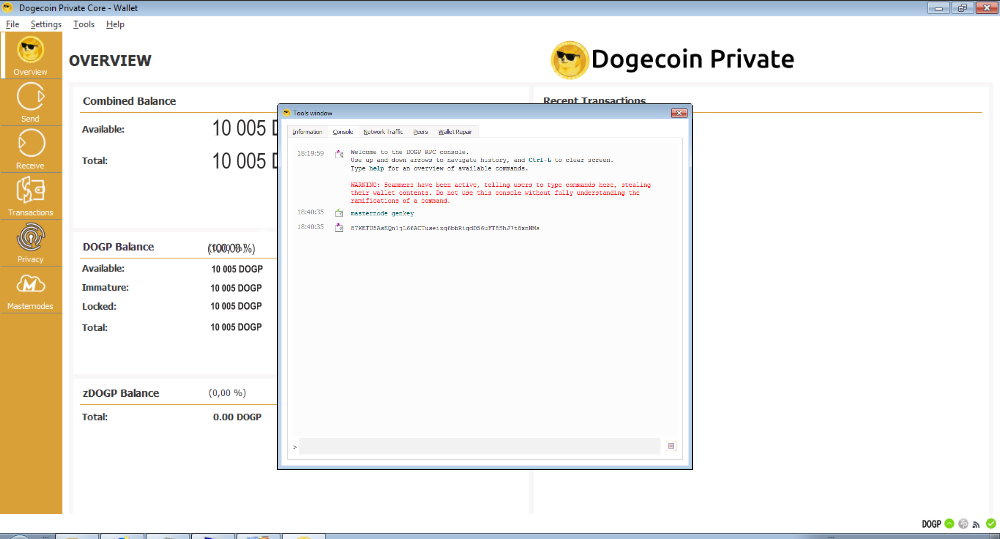 Dogecoin Private Core - Wallet
File Settings Tools Help
Overview
Send
Receive
Transactions
Privacy
Masternodes
OVERVIEW
Dogecoin Private
Combined Balance
Available: 10 005 D
Total: 10 005 D
DOGP Balance
Available: 10 005 DOGP
Immature: 10 005 DOGP
Locked: 10 005 DOGP
Total: 10 005 DOGP
zDOGP Balance (0,00 %)
Total: 0.00 DOGP
Recent Transactions
Tools window
Information Console Network Traffic Peers Wallet Repair
18:19:59 Welcome to the DOGP RPC console.
Use up and down arrows to navigate history, and Ctrl-L to clear screen.
Type help for an overview of available commands.
WARNING: Scammers have been active, telling users to type commands here, stealing
their wallet contents. Do not use this console without fully understanding the
ramifications of a command.
18:40:35 masternode genkey
18:40:35
>
DOGP